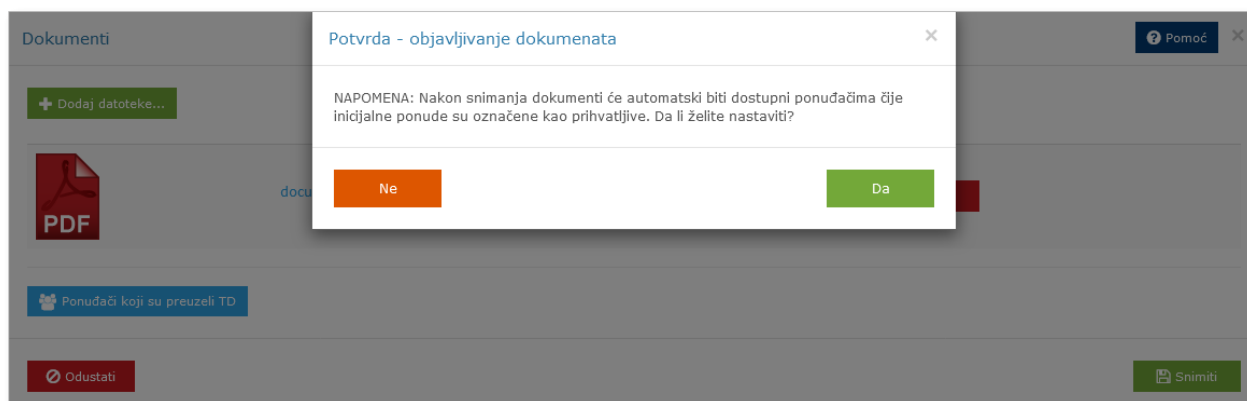 Dokumenti
Potvrda - objavljivanje dokumenata
×
Pomoć
×
Dodaj datoteke...
NAPOMENA: Nakon snimanja dokumenti će automatski biti dostupni ponuđačima čije
inicijalne ponude su označene kao prihvatljive. Da li želite nastaviti?
Ne
Da
docu
PDF
Ponuđači koji su preuzeli TD
Odustati
Snimiti